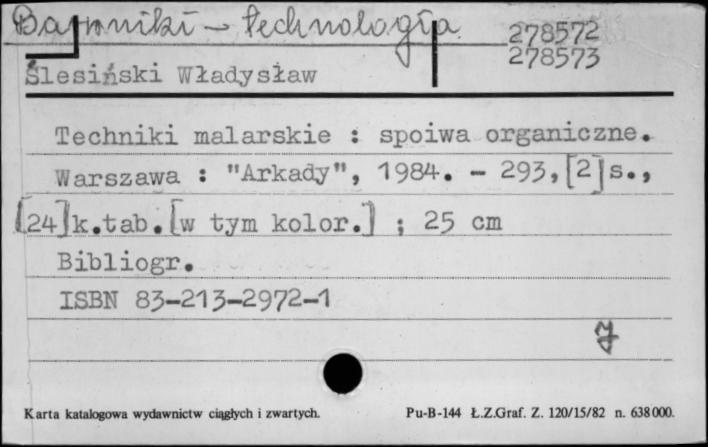 Barwniki – technologia
278572
278573
Ślesiński Władysław
Techniki malarskie : spoiwa organiczne.
Warszawa : "Arkady", 1984. – 293,[2]s.,
[24]k.tab.[w tym kolor.] ; 25 cm
Bibliogr.
ISBN 83-213-2972-1
Karta katalogowa wydawnictw ciągłych i zwartych.
Pu-B-144 Ł.Z.Graf. Z. 120/15/82 n. 638000.